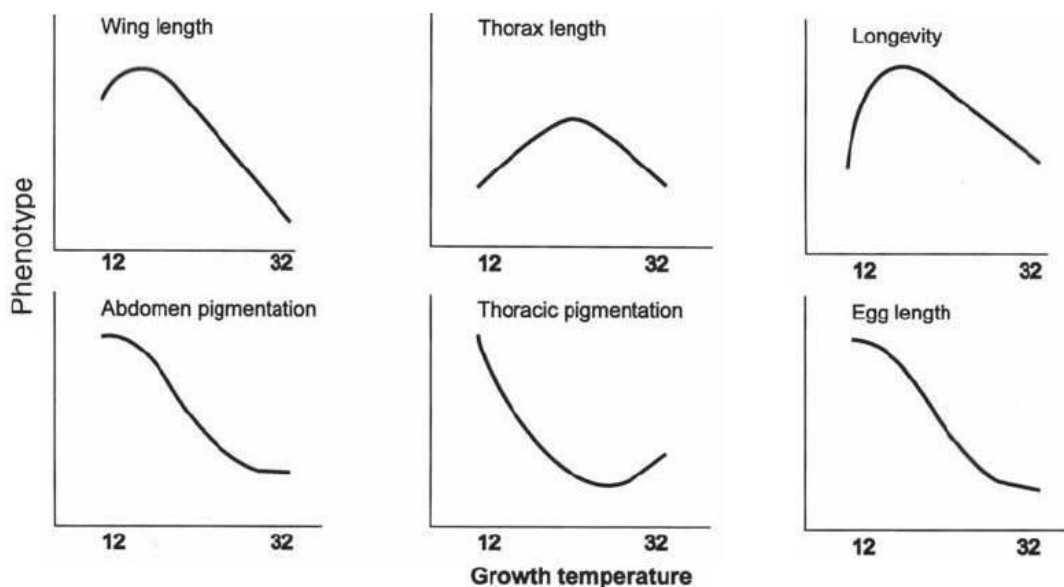 Wing length
Thorax length
Longevity
12 32
12 32
12 32
Phenotype
Abdomen pigmentation
Thoracic pigmentation
Egg length
12 32
12 32
12 32
Growth temperature